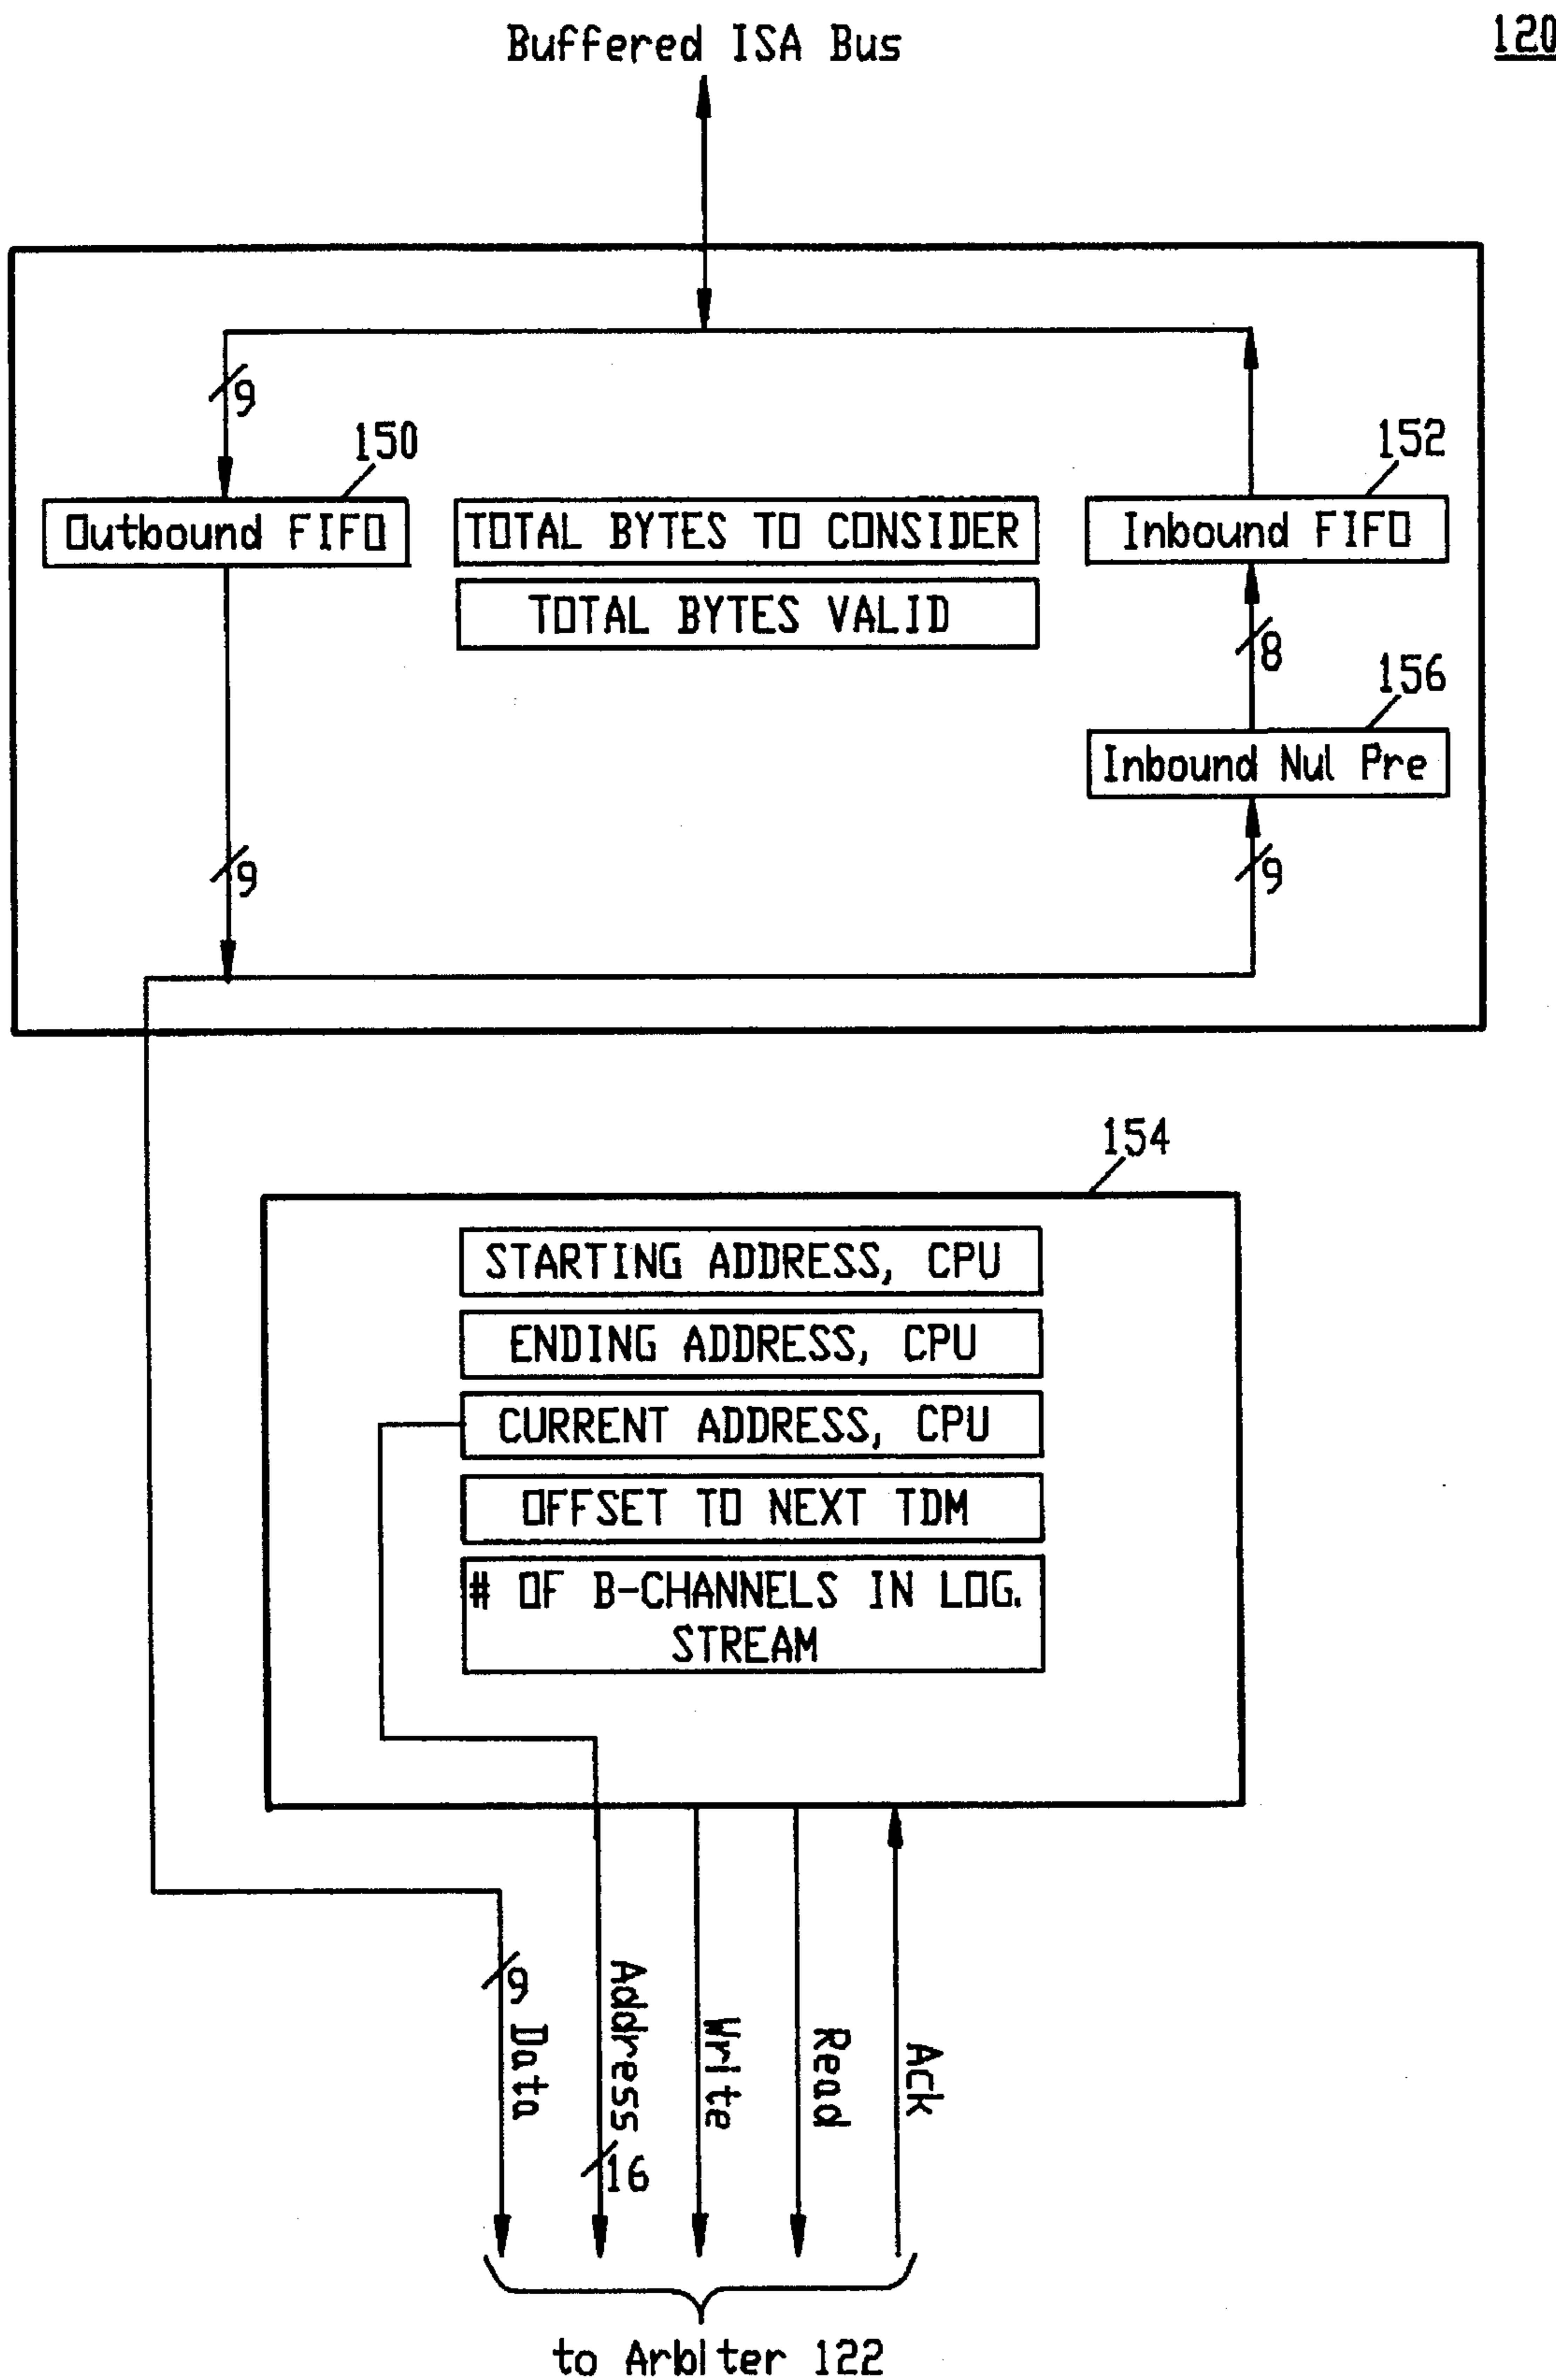 120
Buffered ISA Bus
9
150
152
Outbound FIFO
TOTAL BYTES TO CONSIDER
Inbound FIFO
TOTAL BYTES VALID
8
156
Inbound Nul Pre
9
9
154
STARTING ADDRESS, CPU
ENDING ADDRESS, CPU
CURRENT ADDRESS, CPU
OFFSET TO NEXT TDM
# OF B-CHANNELS IN LOG.
STREAM
9 Data
Address 16
Write
Read
Ack
to Arbiter 122